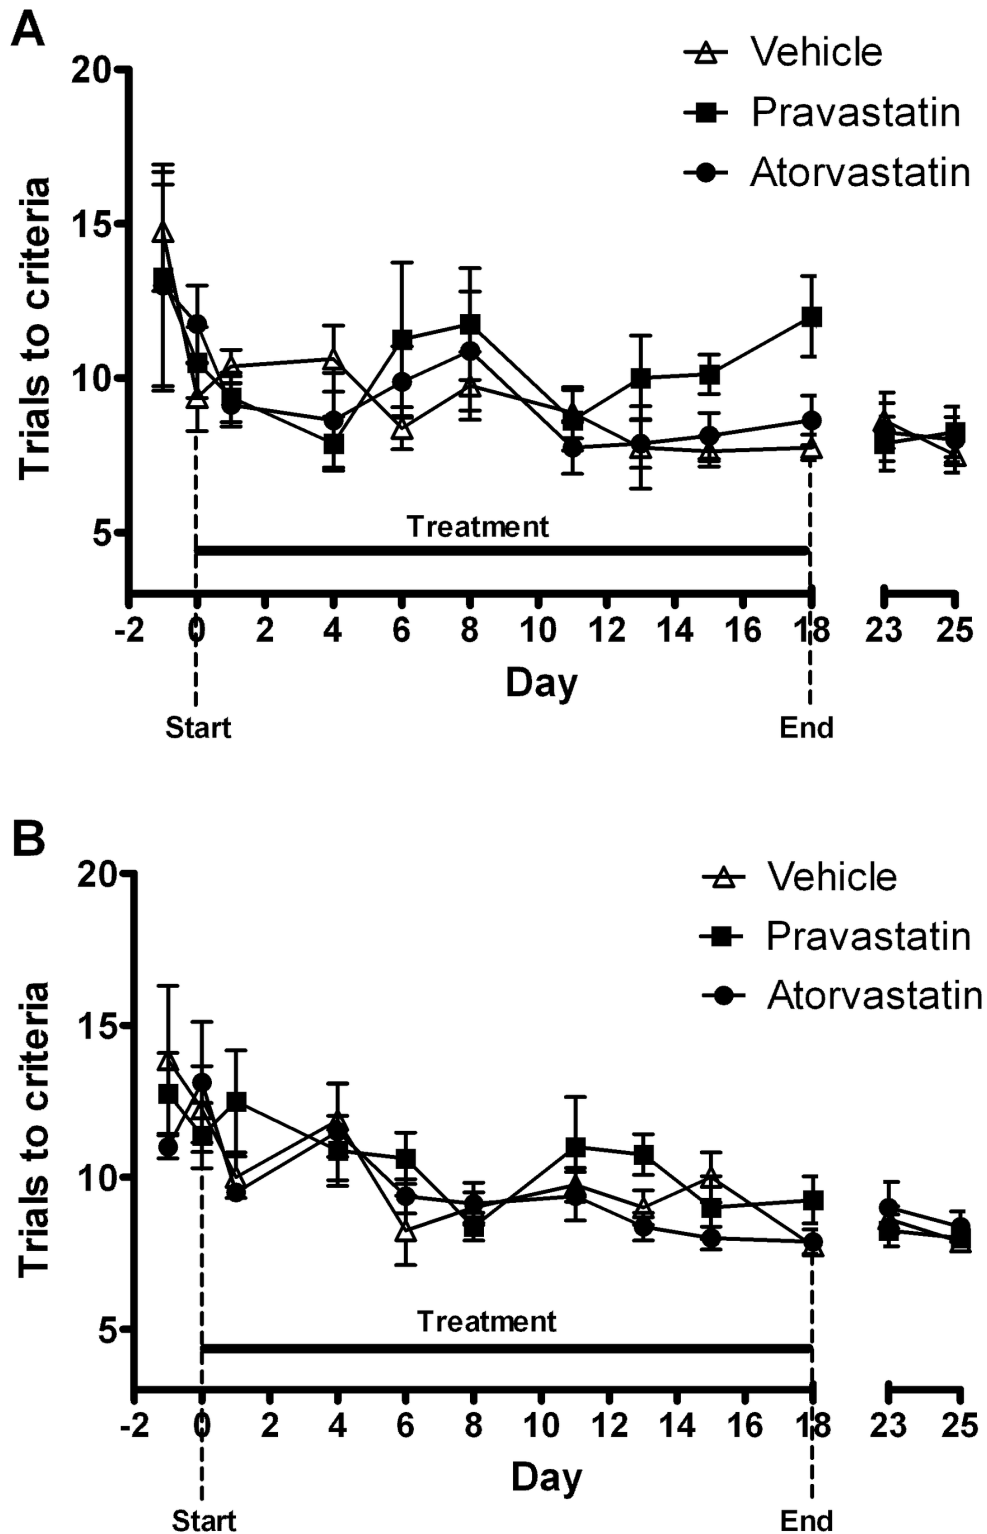 A
Vehicle
Pravastatin
Atorvastatin
20
15
10
5
Trials to criteria
Treatment
-2 0 2 4 6 8 10 12 14 16 18 23 25
Day
Start End
B
Vehicle
Pravastatin
Atorvastatin
20
15
10
5
Trials to criteria
Treatment
-2 0 2 4 6 8 10 12 14 16 18 23 25
Day
Start End